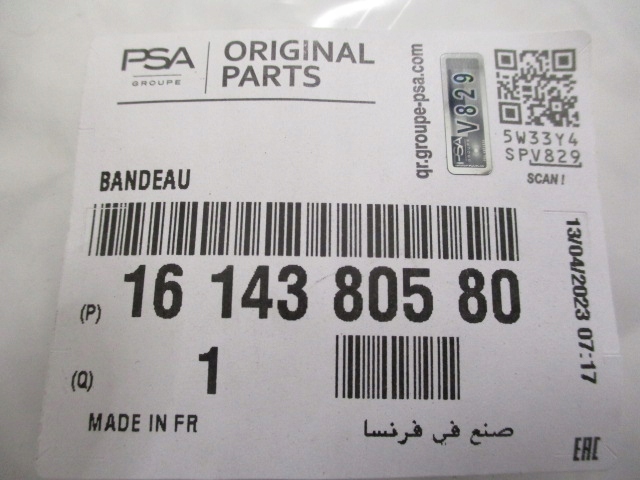 PSA
GROUPE
ORIGINAL
PARTS
qr.groupe-psa.com
PSA V829
5W33Y4
SPV829
SCAN!
BANDEAU
(P) 16 143 805 80
(Q) 1
13/04/2023 07:17
MADE IN FR
صنع في فرنسا
EAC